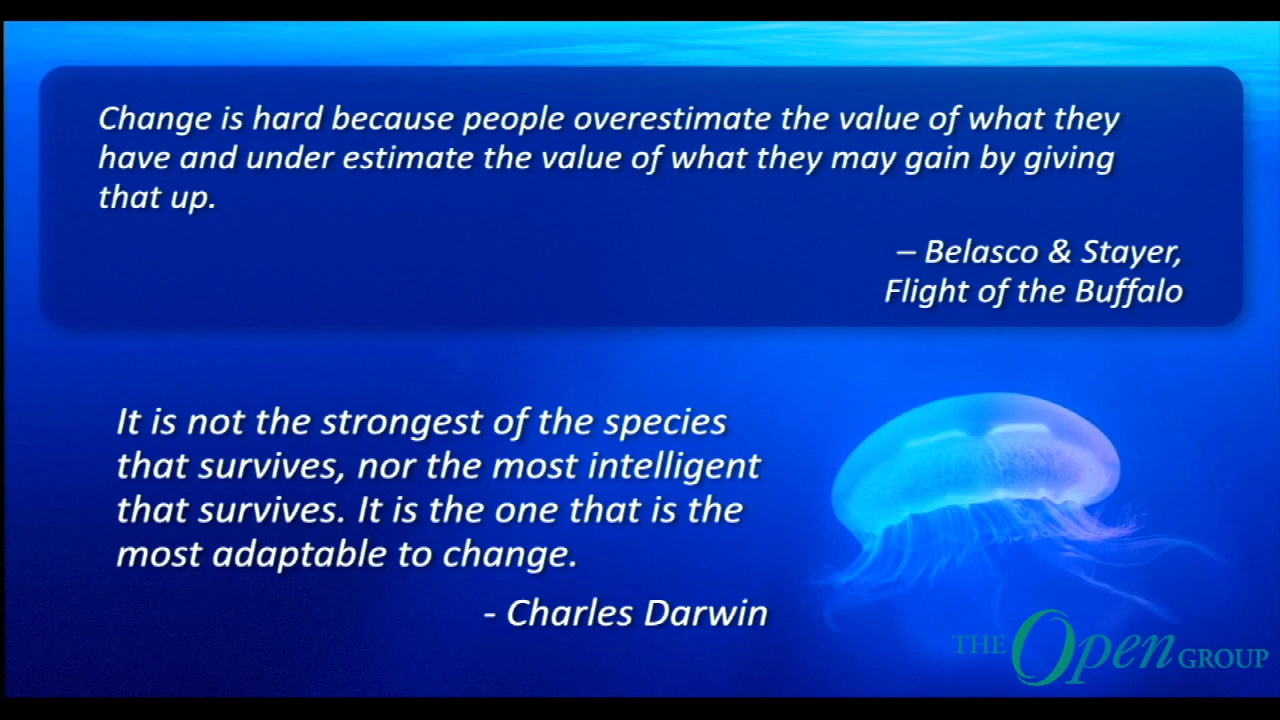 Change is hard because people overestimate the value of what they
have and under estimate the value of what they may gain by giving
that up.
– Belasco & Stayer,
Flight of the Buffalo
It is not the strongest of the species
that survives, nor the most intelligent
that survives. It is the one that is the
most adaptable to change.
- Charles Darwin
THE Open GROUP